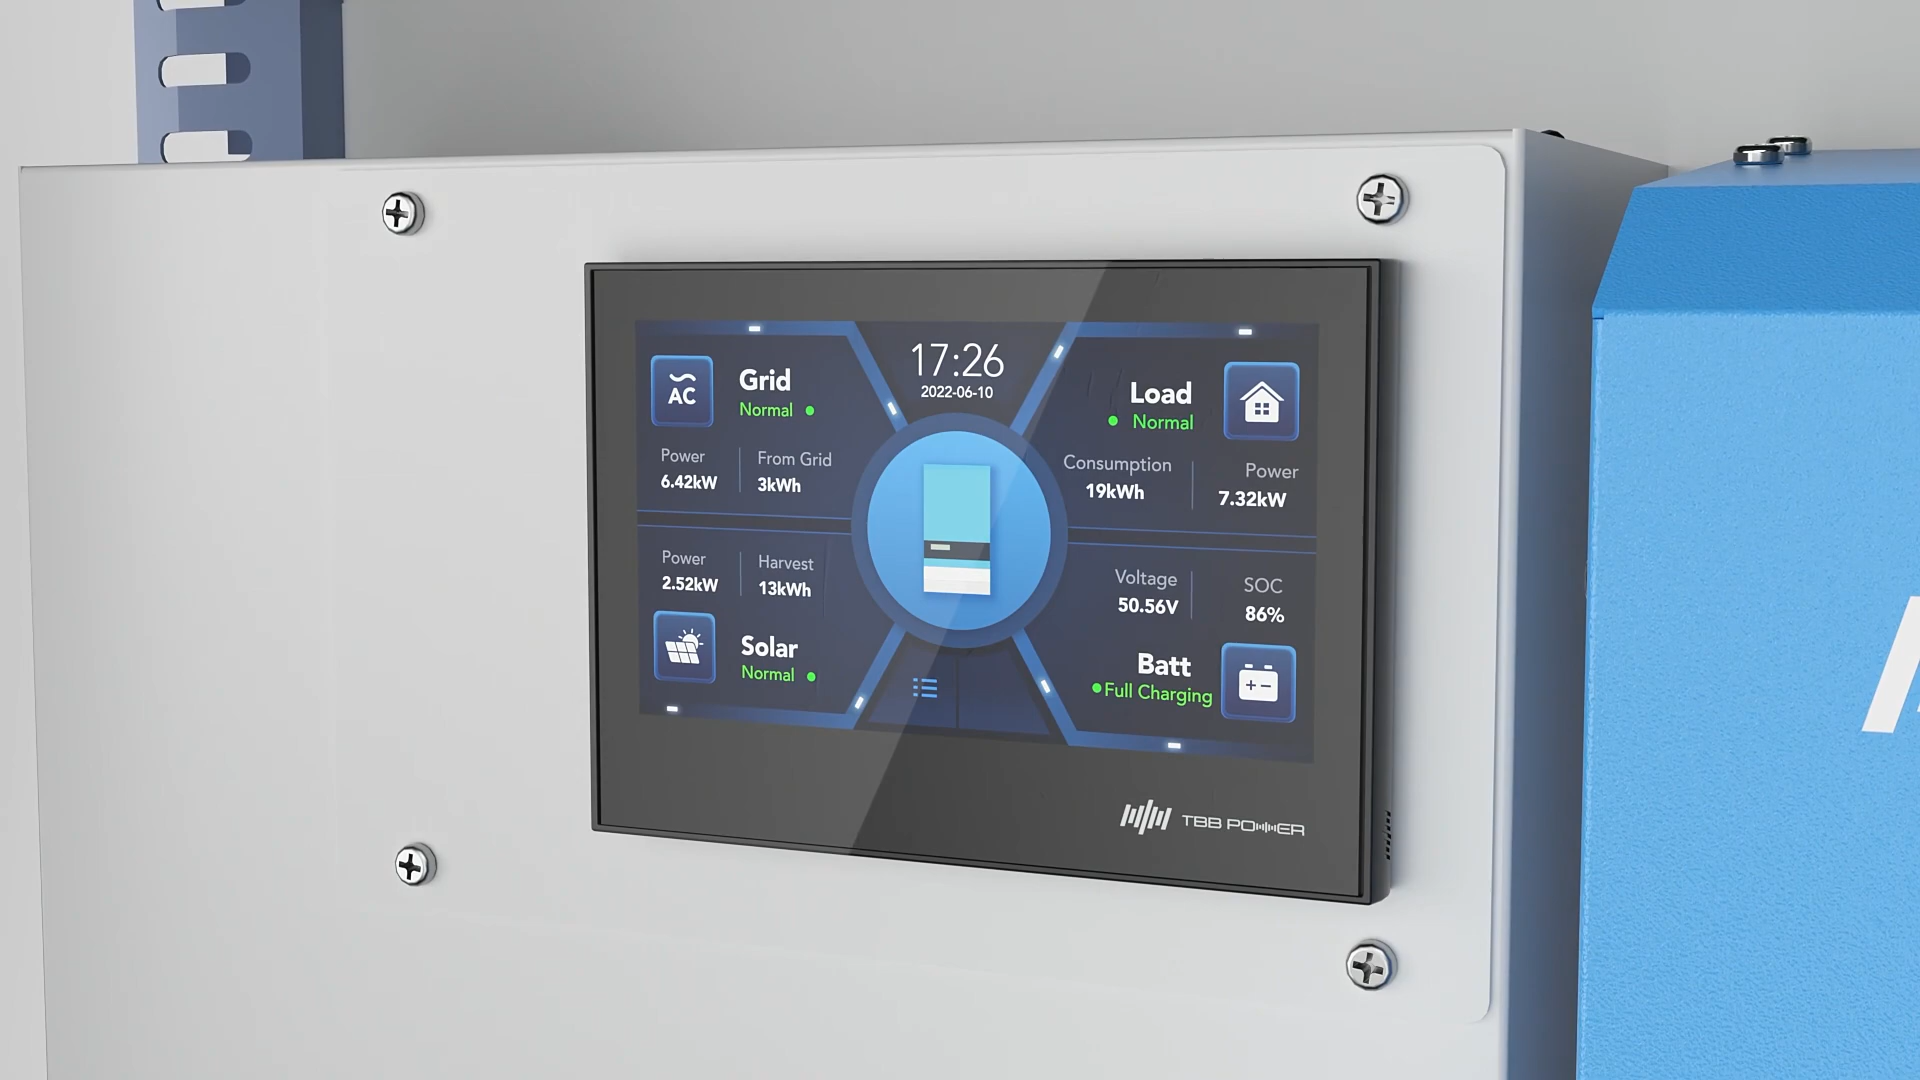 17:26
2022-06-10
AC
Grid
Normal
Power
6.42kW
From Grid
3kWh
Load
Normal
Consumption
19kWh
Power
7.32kW
Power
2.52kW
Harvest
13kWh
Solar
Normal
Voltage
50.56V
SOC
86%
Batt
Full Charging
TBB POWER